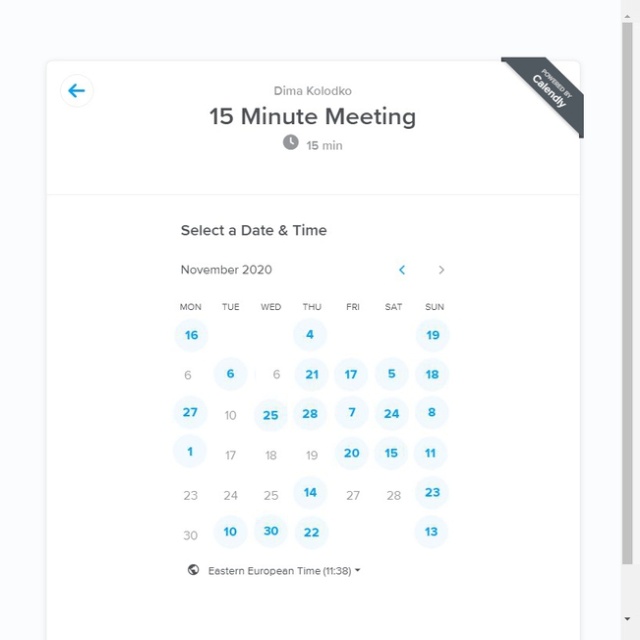 Dima Kolodko
15 Minute Meeting
15 min
POWERED BY
Calendly
Select a Date & Time
November 2020
MON TUE WED THU FRI SAT SUN
16 4 19
6 6 6 21 17 5 18
27 10 25 28 7 24 8
1 17 18 19 20 15 11
23 24 25 14 27 28 23
30 10 30 22 13
Eastern European Time (11:38)